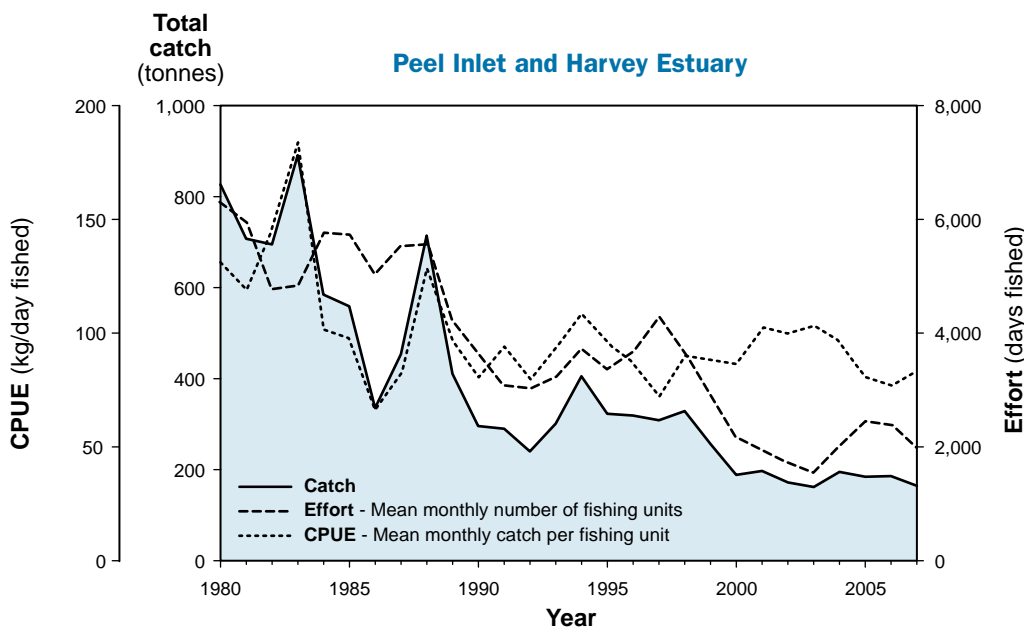 Total
catch
(tonnes)
Peel Inlet and Harvey Estuary
200
1,000
8,000
800
150
6,000
600
100
4,000
400
50
2,000
200
0
0
0
CPUE (kg/day fished)
Effort (days fished)
Catch
Effort - Mean monthly number of fishing units
CPUE - Mean monthly catch per fishing unit
1980
1985
1990
1995
2000
2005
Year